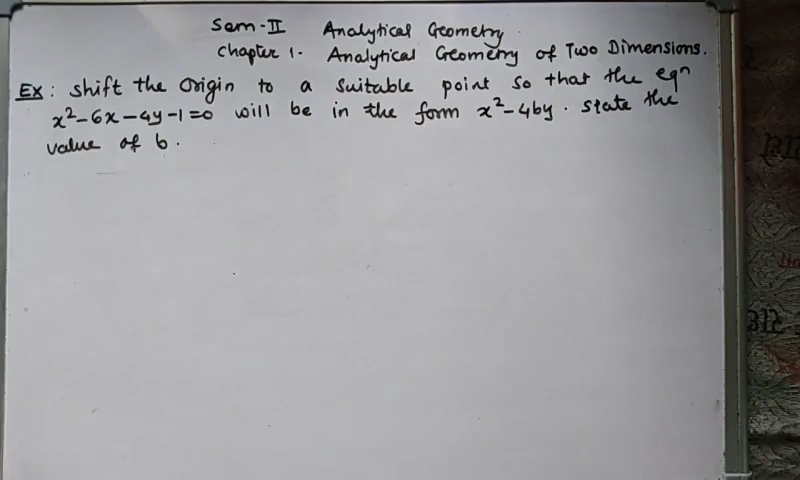 Sem-II Analytical Geometry.
Chapter 1. Analytical Geometry of Two Dimensions.
Ex: Shift the Origin to a suitable point so that the eqⁿ
x²-6x-4y-1=0 will be in the form x²-4by. State the
value of b.